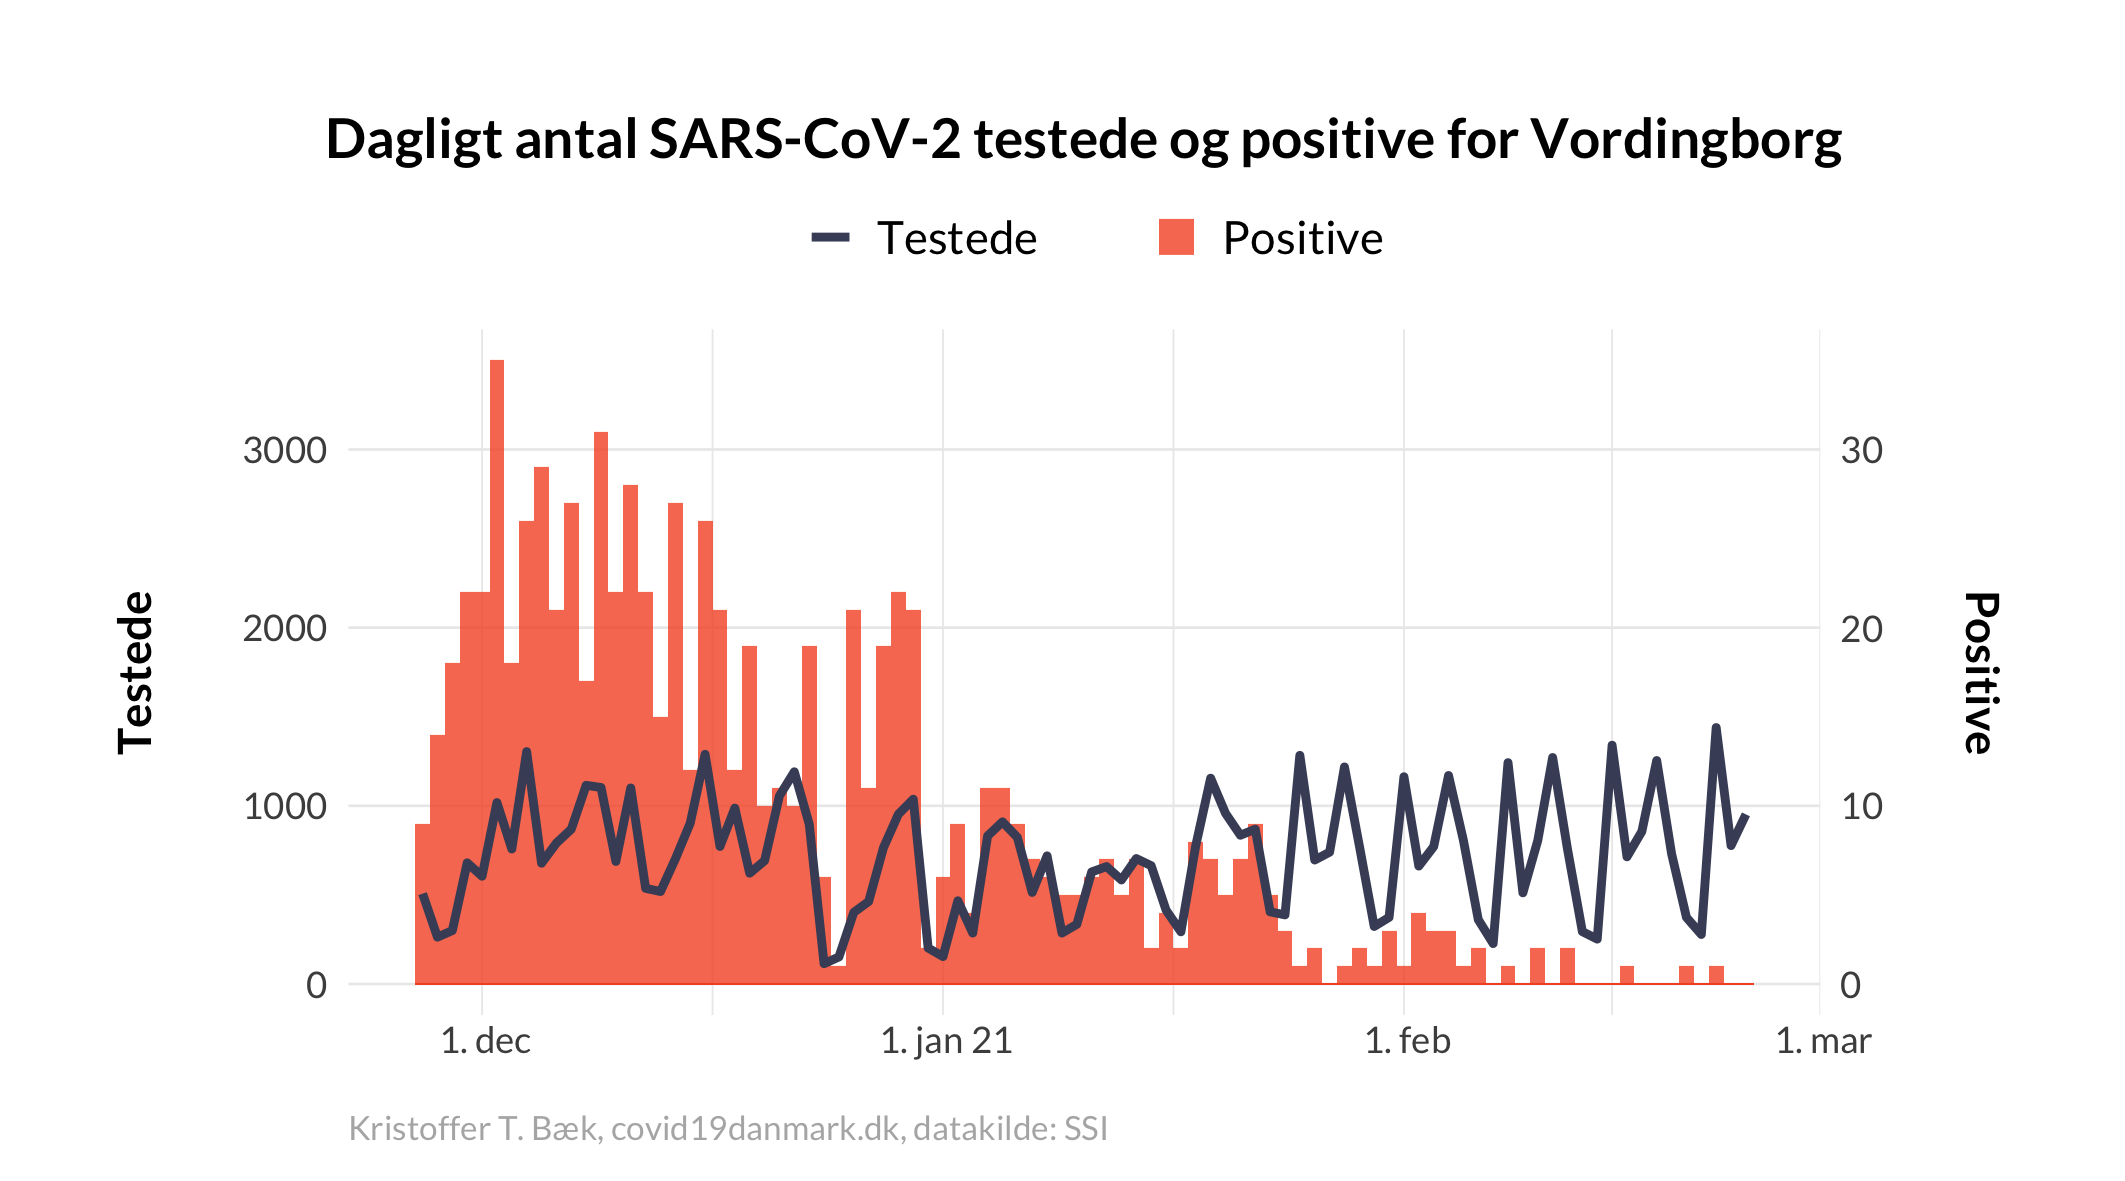 Dagligt antal SARS-CoV-2 testede og positive for Vordingborg
Testede
Positive
Testede
3000
2000
1000
0
30
20
10
0
Positive
1. dec
1. jan 21
1. feb
1. mar
Kristoffer T. Bæk, covid19danmark.dk, datakilde: SSI